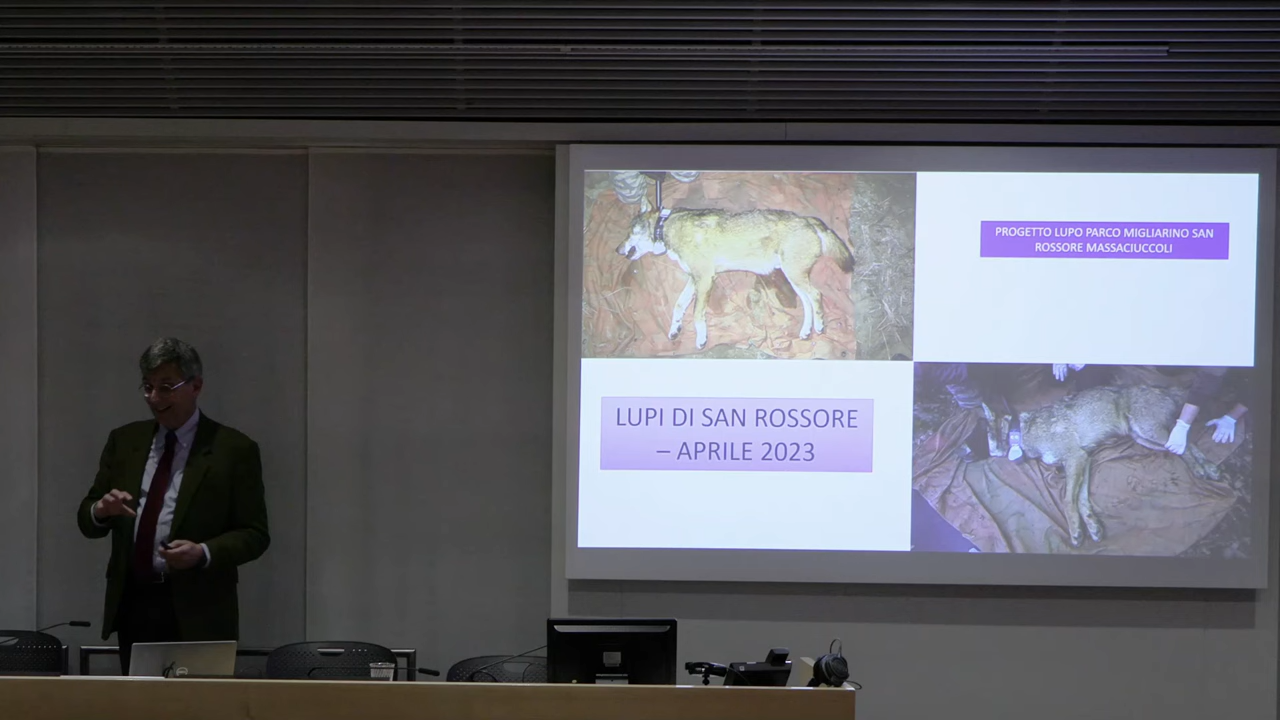 PROGETTO LUPO PARCO MIGLIARINO SAN
ROSSORE MASSACIUCCOLI
LUPI DI SAN ROSSORE
– APRILE 2023